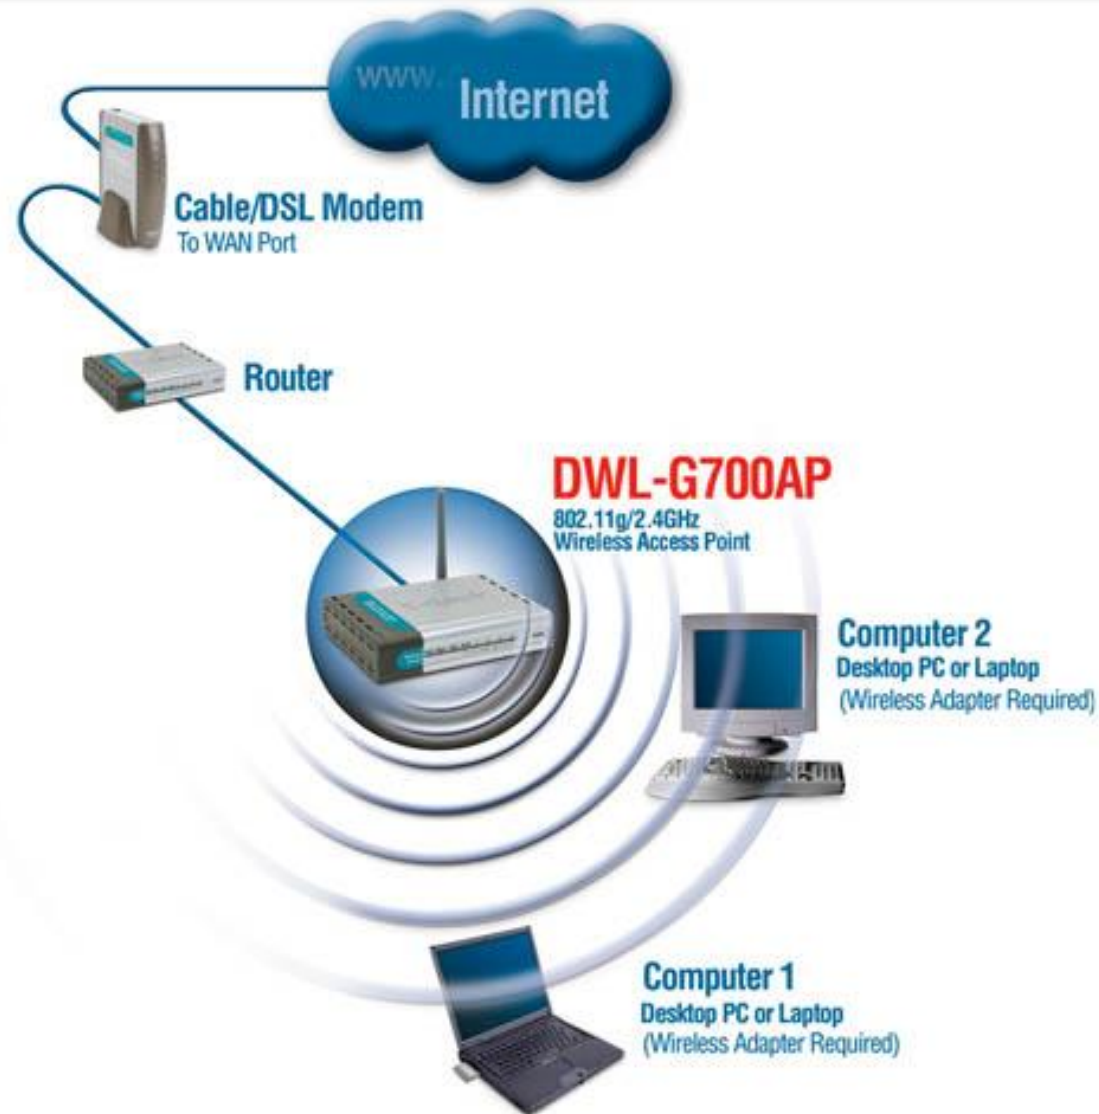 www.
Internet
Cable/DSL Modem
To WAN Port
Router
DWL-G700AP
802.11g/2.4GHz
Wireless Access Point
Computer 2
Desktop PC or Laptop
(Wireless Adapter Required)
Computer 1
Desktop PC or Laptop
(Wireless Adapter Required)